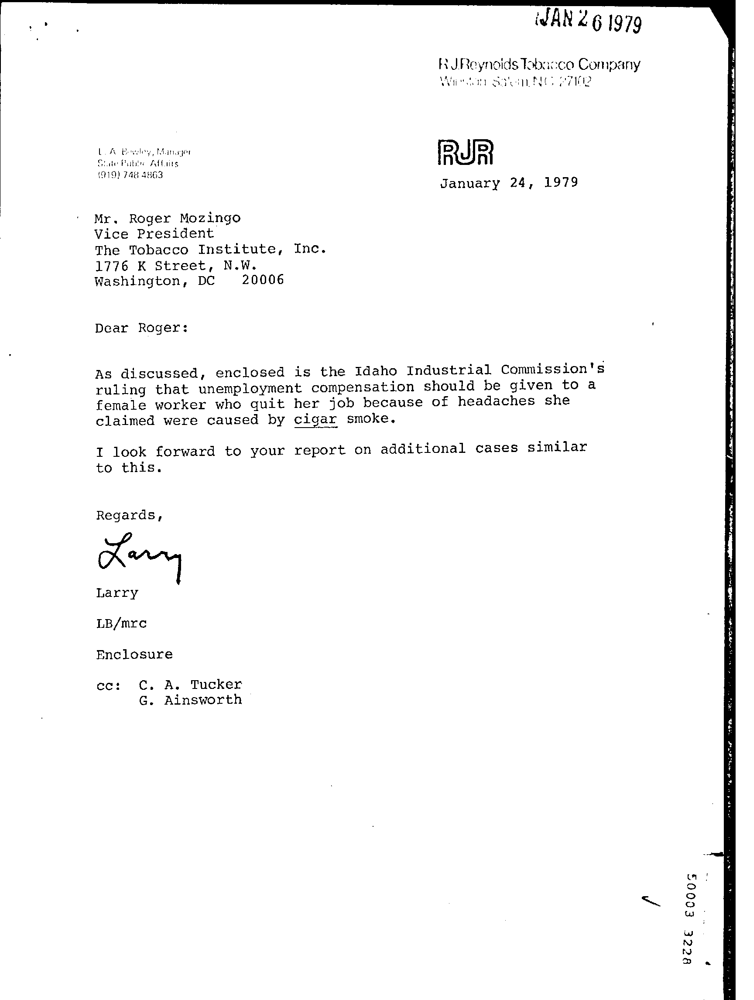 JAN 26 1979
RJReynolds Tobacco Company
Winston-Salem, NC 27102
L. A. Bewley, Manager
State Public Affairs
(919) 748-4863
RJR
January 24, 1979
Mr. Roger Mozingo
Vice President
The Tobacco Institute, Inc.
1776 K Street, N.W.
Washington, DC 20006
Dear Roger:
As discussed, enclosed is the Idaho Industrial Commission's
ruling that unemployment compensation should be given to a
female worker who quit her job because of headaches she
claimed were caused by cigar smoke.
I look forward to your report on additional cases similar
to this.
Regards,
Larry
Larry
LB/mrc
Enclosure
cc: C. A. Tucker
G. Ainsworth
50003 3228